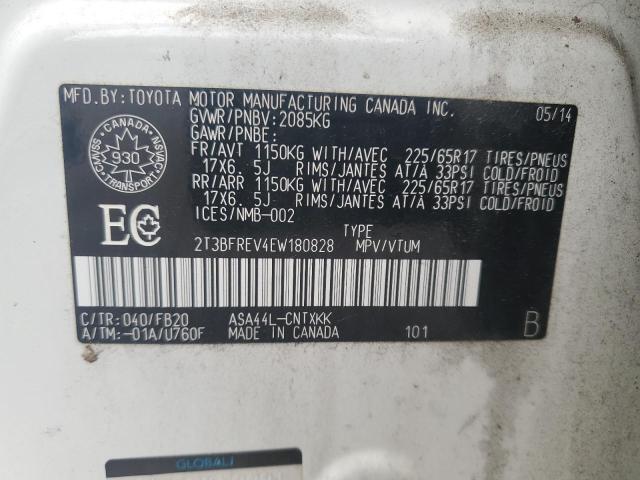 MFD.BY:TOYOTA MOTOR MANUFACTURING CANADA INC. 05/14
GVWR/PNBV:2085KG
GAWR/PNBE:
FR/AVT 1150KG WITH/AVEC 225/65R17 TIRES/PNEUS
17X6.5J RIMS/JANTES AT/À 33PSI COLD/FROID
RR/ARR 1150KG WITH/AVEC 225/65R17 TIRES/PNEUS
17X6.5J RIMS/JANTES AT/À 33PSI COLD/FROID
ICES/NMB-002
CANADA
CMVSS
930
NSVAC
TRANSPORT
EC
TYPE
2T3BFREV4EW180828 MPV/VTUM
C/TR:040/FB20 ASA44L-CNTXKK
A/TM:-01A/U760F MADE IN CANADA 101 B